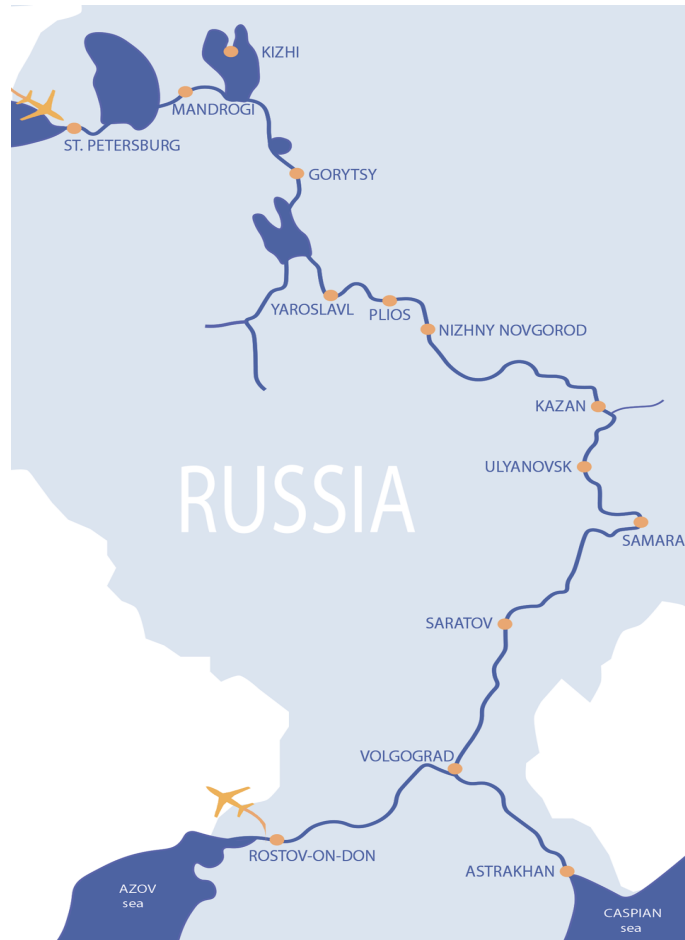 KIZHI
MANDROGI
ST. PETERSBURG
GORYTSY
YAROSLAVL
PLIOS
NIZHNY NOVGOROD
KAZAN
ULYANOVSK
RUSSIA
SAMARA
SARATOV
VOLGOGRAD
ROSTOV-ON-DON
ASTRAKHAN
AZOV
sea
CASPIAN
sea